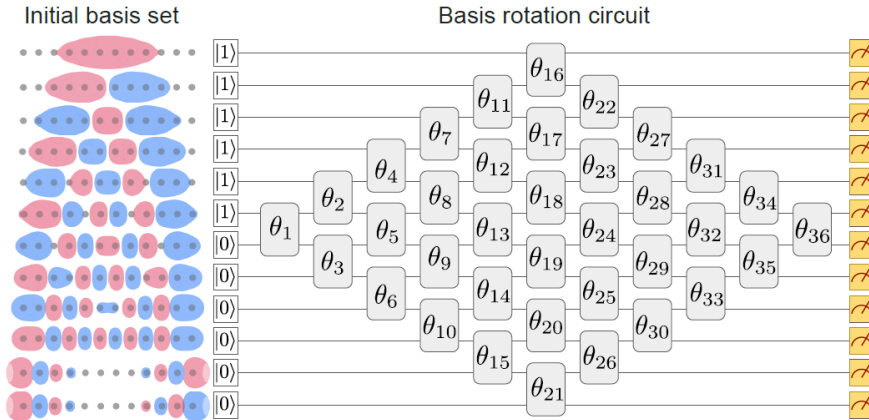 Initial basis set Basis rotation circuit
|1⟩ θ₁₆
|1⟩ θ₁₁ θ₂₂
|1⟩ θ₇ θ₁₇ θ₂₇
|1⟩ θ₄ θ₁₂ θ₂₃ θ₃₁
|1⟩ θ₂ θ₈ θ₁₈ θ₂₈ θ₃₄
|1⟩ θ₁ θ₅ θ₁₃ θ₂₄ θ₃₂ θ₃₆
|0⟩ θ₃ θ₉ θ₁₉ θ₂₉ θ₃₅
|0⟩ θ₆ θ₁₄ θ₂₅ θ₃₃
|0⟩ θ₁₀ θ₂₀ θ₃₀
|0⟩ θ₁₅ θ₂₆
|0⟩ θ₂₁
|0⟩